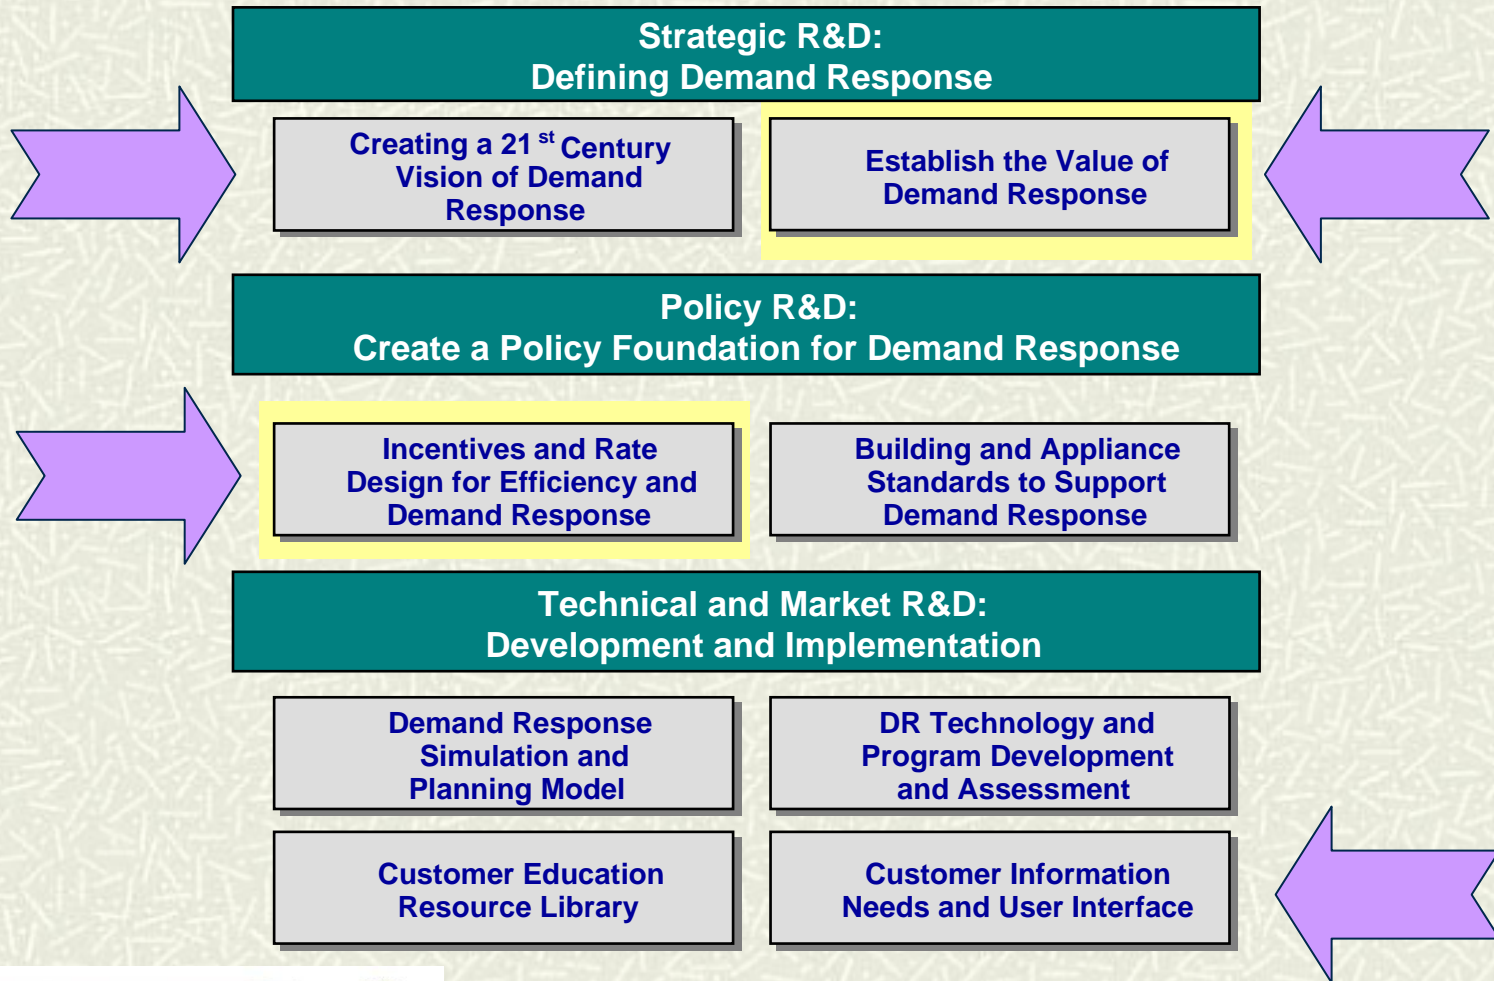 Strategic R&D:
Defining Demand Response
Creating a 21 st Century
Vision of Demand
Response
Establish the Value of
Demand Response
Policy R&D:
Create a Policy Foundation for Demand Response
Incentives and Rate
Design for Efficiency and
Demand Response
Building and Appliance
Standards to Support
Demand Response
Technical and Market R&D:
Development and Implementation
Demand Response
Simulation and
Planning Model
DR Technology and
Program Development
and Assessment
Customer Education
Resource Library
Customer Information
Needs and User Interface